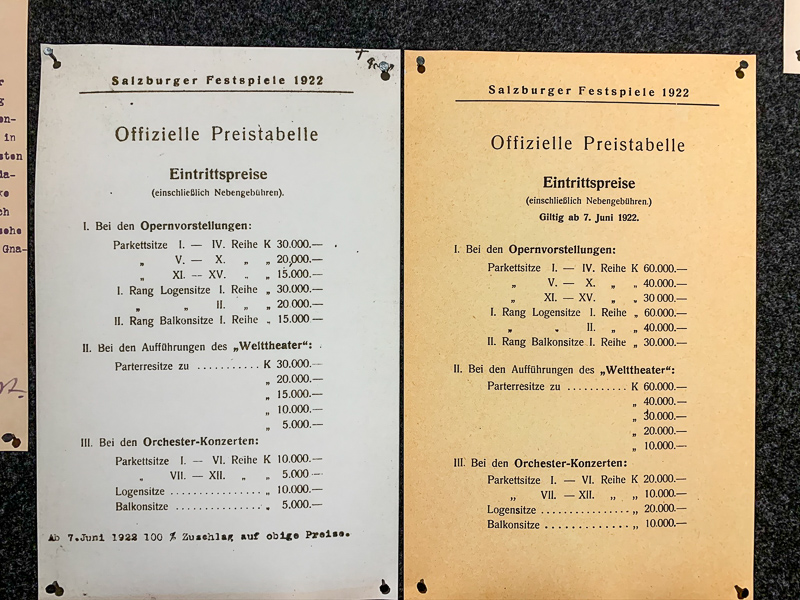 r
g
en-
in
sten
da-
ke
ch
sehe
Gna-
Salzburger Festspiele 1922
Offizielle Preistabelle
Eintrittspreise
(einschließlich Nebengebühren).
I. Bei den Opernvorstellungen:
Parkettsitze I. — IV. Reihe K 30.000.—
„ V. — X. „ „ 20.000.—
„ XI. — XV. „ „ 15.000.—
I. Rang Logensitze I. Reihe „ 30.000.—
„ „ II. „ „ 20.000.—
II. Rang Balkonsitze I. Reihe „ 15.000 —
II. Bei den Aufführungen des „Welttheater“:
Parterresitze zu ........... K 30.000.—
„ 20.000.—
„ 15.000.—
„ 10.000.—
„ 5.000.—
III. Bei den Orchester-Konzerten:
Parkettsitze I. — VI. Reihe K 10.000.—
„ VII. — XII. „ „ 5.000 —
Logensitze ................ „ 10.000.—
Balkonsitze ................ „ 5.000.—
Ab 7.Juni 1922 100 % Zuschlag auf obige Preise.
Salzburger Festspiele 1922
Offizielle Preistabelle
Eintrittspreise
(einschließlich Nebengebühren.)
Giltig ab 7. Juni 1922.
I. Bei den Opernvorstellungen:
Parkettsitze I. — IV. Reihe K 60.000.—
„ V. — X. „ „ 40.000.—
„ XI. — XV. „ „ 30 000.—
I. Rang Logensitze I. Reihe „ 60.000.—
„ „ II. „ „ 40.000.—
II. Rang Balkonsitze I. Reihe „ 30.000.—
II. Bei den Aufführungen des „Welttheater“:
Parterresitze zu ........... K 60.000.—
„ 40.000.—
„ 30.000.—
„ 20.000.—
„ 10.000.—
III. Bei den Orchester-Konzerten:
Parkettsitze I. — VI. Reihe K 20.000.—
„ VII. — XII. „ „ 10.000.—
Logensitze ................ „ 20.000.—
Balkonsitze ............... „ 10.000.—